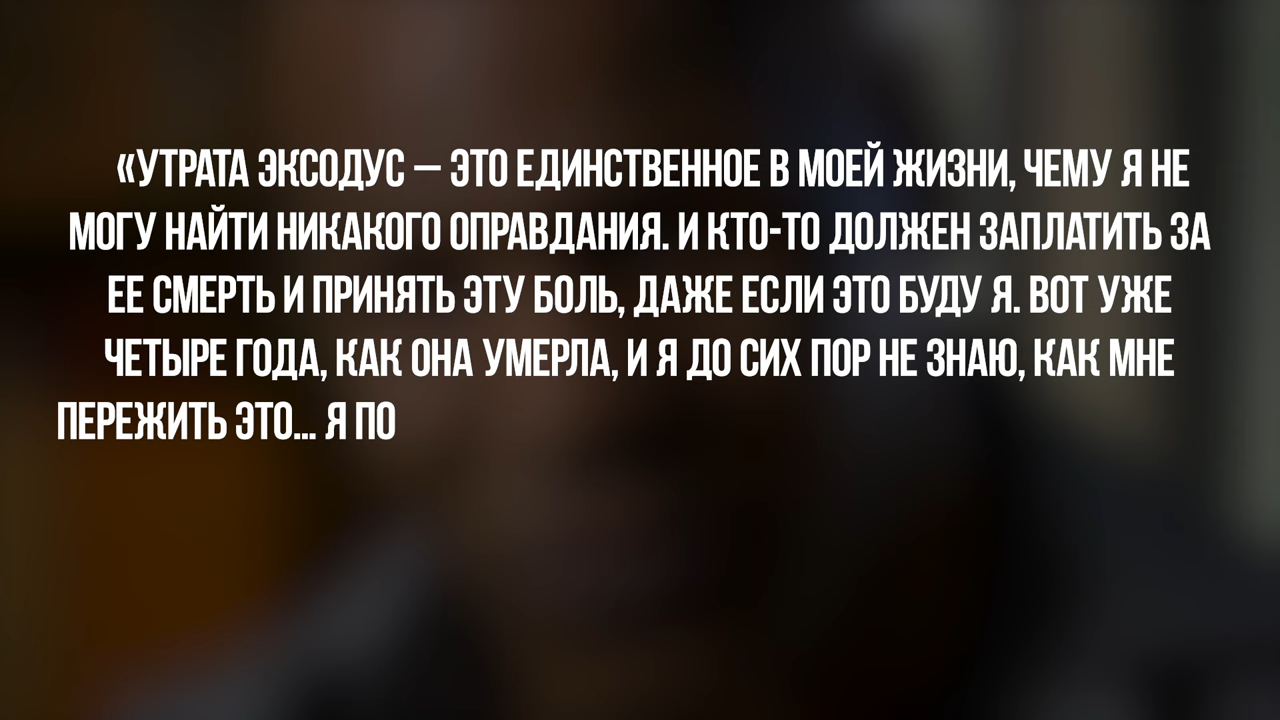 «УТРАТА ЭКСОДУС – ЭТО ЕДИНСТВЕННОЕ В МОЕЙ ЖИЗНИ, ЧЕМУ Я НЕ
МОГУ НАЙТИ НИКАКОГО ОПРАВДАНИЯ. И КТО-ТО ДОЛЖЕН ЗАПЛАТИТЬ ЗА
ЕЕ СМЕРТЬ И ПРИНЯТЬ ЭТУ БОЛЬ, ДАЖЕ ЕСЛИ ЭТО БУДУ Я. ВОТ УЖЕ
ЧЕТЫРЕ ГОДА, КАК ОНА УМЕРЛА, И Я ДО СИХ ПОР НЕ ЗНАЮ, КАК МНЕ
ПЕРЕЖИТЬ ЭТО... Я ПО